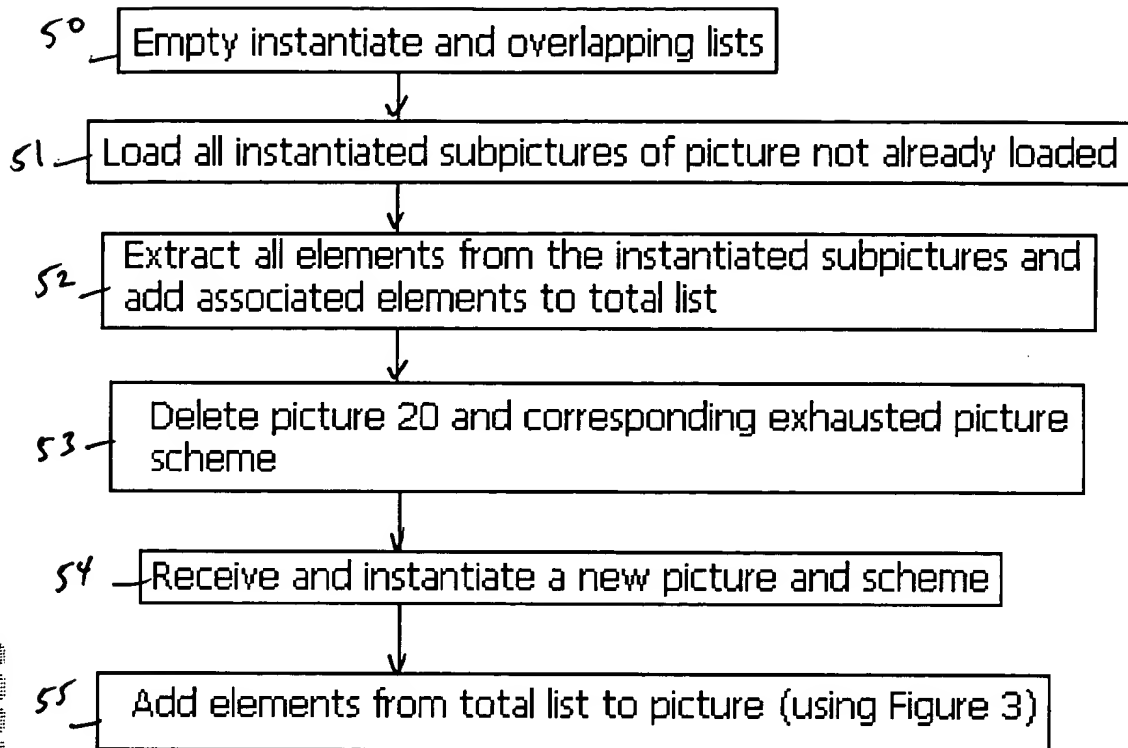 50
Empty instantiate and overlapping lists
51
Load all instantiated subpictures of picture not already loaded
52
Extract all elements from the instantiated subpictures and
add associated elements to total list
53
Delete picture 20 and corresponding exhausted picture
scheme
54
Receive and instantiate a new picture and scheme
55
Add elements from total list to picture (using Figure 3)